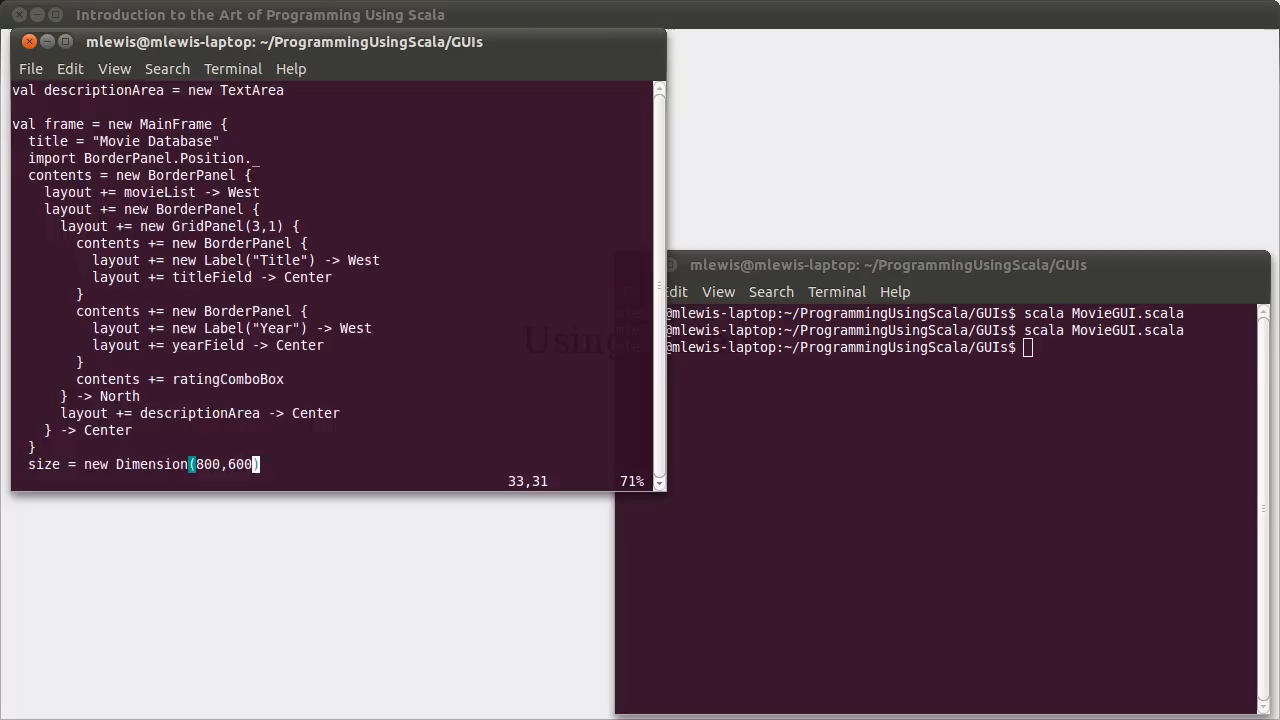 Introduction to the Art of Programming Using Scala
mlewis@mlewis-laptop: ~/ProgrammingUsingScala/GUIs
File Edit View Search Terminal Help
val descriptionArea = new TextArea
val frame = new MainFrame {
title = "Movie Database"
import BorderPanel.Position._
contents = new BorderPanel {
layout += movieList -> West
layout += new BorderPanel {
layout += new GridPanel(3,1) {
contents += new BorderPanel {
layout += new Label("Title") -> West
layout += titleField -> Center
}
contents += new BorderPanel {
layout += new Label("Year") -> West
layout += yearField -> Center
}
contents += ratingComboBox
} -> North
layout += descriptionArea -> Center
} -> Center
}
size = new Dimension(800,600)
33,31 71%
mlewis@mlewis-laptop: ~/ProgrammingUsingScala/GUIs
View Search Terminal Help
@mlewis-laptop:~/ProgrammingUsingScala/GUIs$ scala MovieGUI.scala
@mlewis-laptop:~/ProgrammingUsingScala/GUIs$ scala MovieGUI.scala
@mlewis-laptop:~/ProgrammingUsingScala/GUIs$
Using